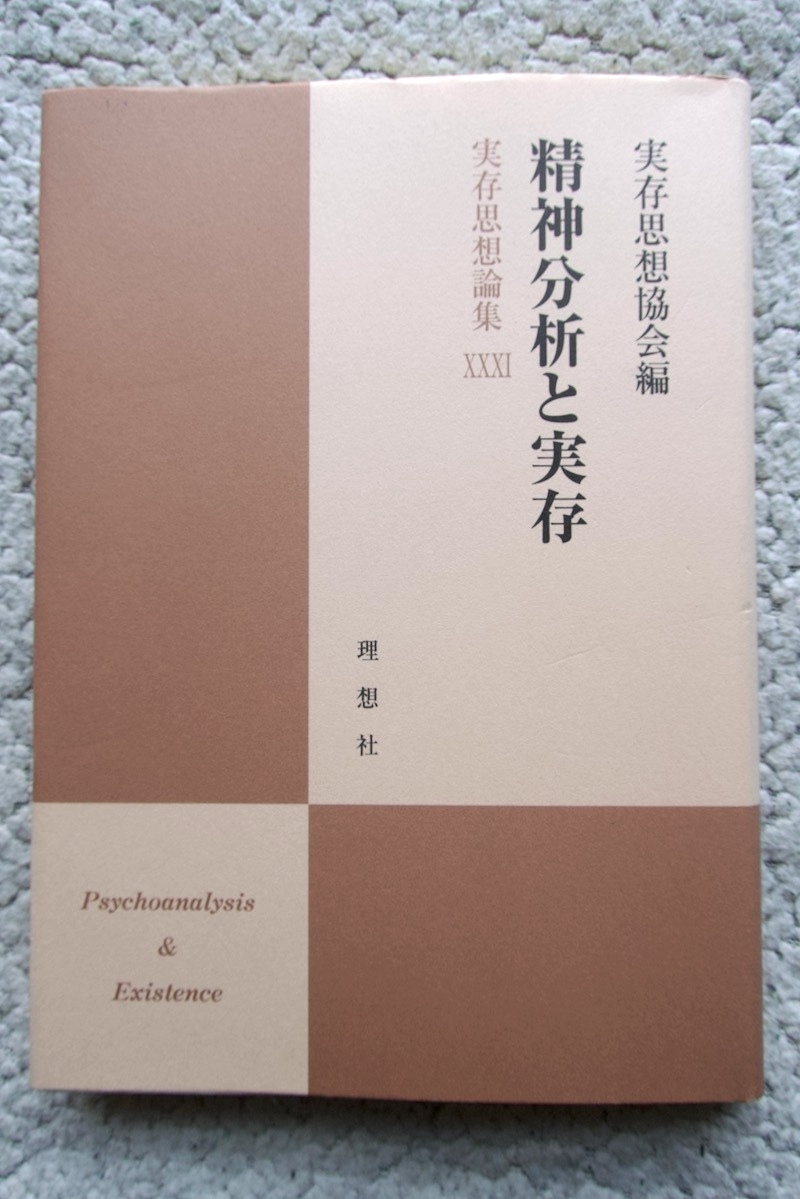 実存思想協会編
精神分析と実存
実存思想論集 XXXI
理想社
Psychoanalysis
&
Existence